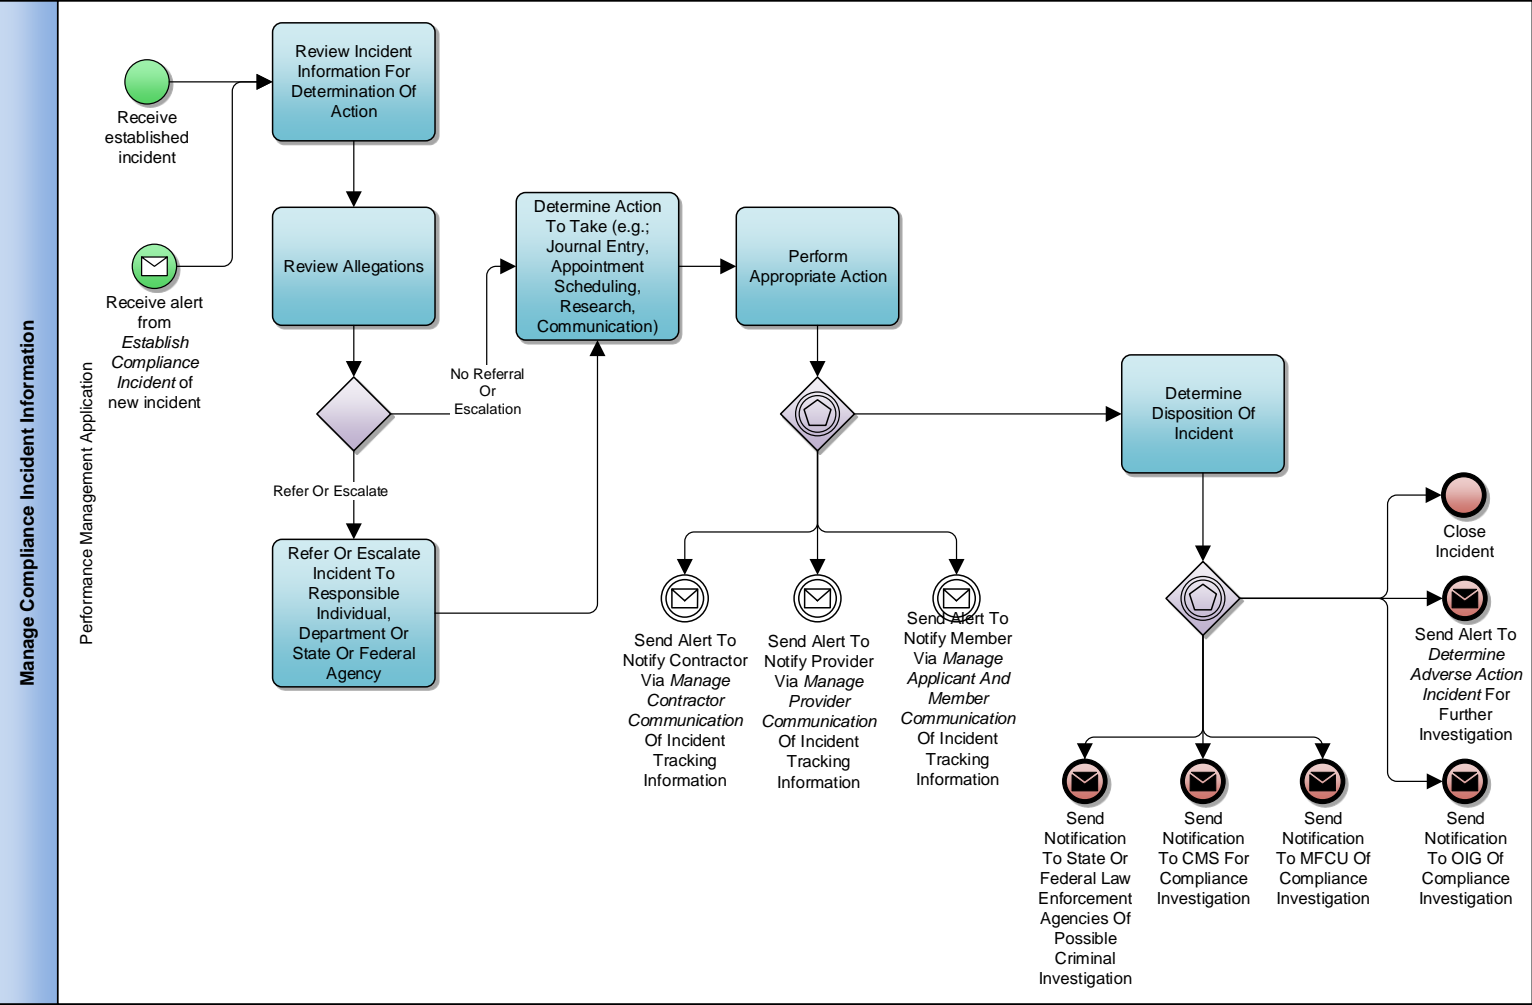 Manage Compliance Incident Information
Performance Management Application
Receive
established
incident
Receive alert
from
Establish
Compliance
Incident of
new incident
Review Incident
Information For
Determination Of
Action
Review Allegations
No Referral
Or
Escalation
Refer Or Escalate
Refer Or Escalate
Incident To
Responsible
Individual,
Department Or
State Or Federal
Agency
Determine Action
To Take (e.g.;
Journal Entry,
Appointment
Scheduling,
Research,
Communication)
Perform
Appropriate Action
Send Alert To
Notify Contractor
Via Manage
Contractor
Communication
Of Incident
Tracking
Information
Send Alert To
Notify Provider
Via Manage
Provider
Communication
Of Incident
Tracking
Information
Send Alert To
Notify Member
Via Manage
Applicant And
Member
Communication
Of Incident
Tracking
Information
Determine
Disposition Of
Incident
Close
Incident
Send Alert To
Determine
Adverse Action
Incident For
Further
Investigation
Send
Notification
To State Or
Federal Law
Enforcement
Agencies Of
Possible
Criminal
Investigation
Send
Notification
To CMS For
Compliance
Investigation
Send
Notification
To MFCU Of
Compliance
Investigation
Send
Notification
To OIG Of
Compliance
Investigation